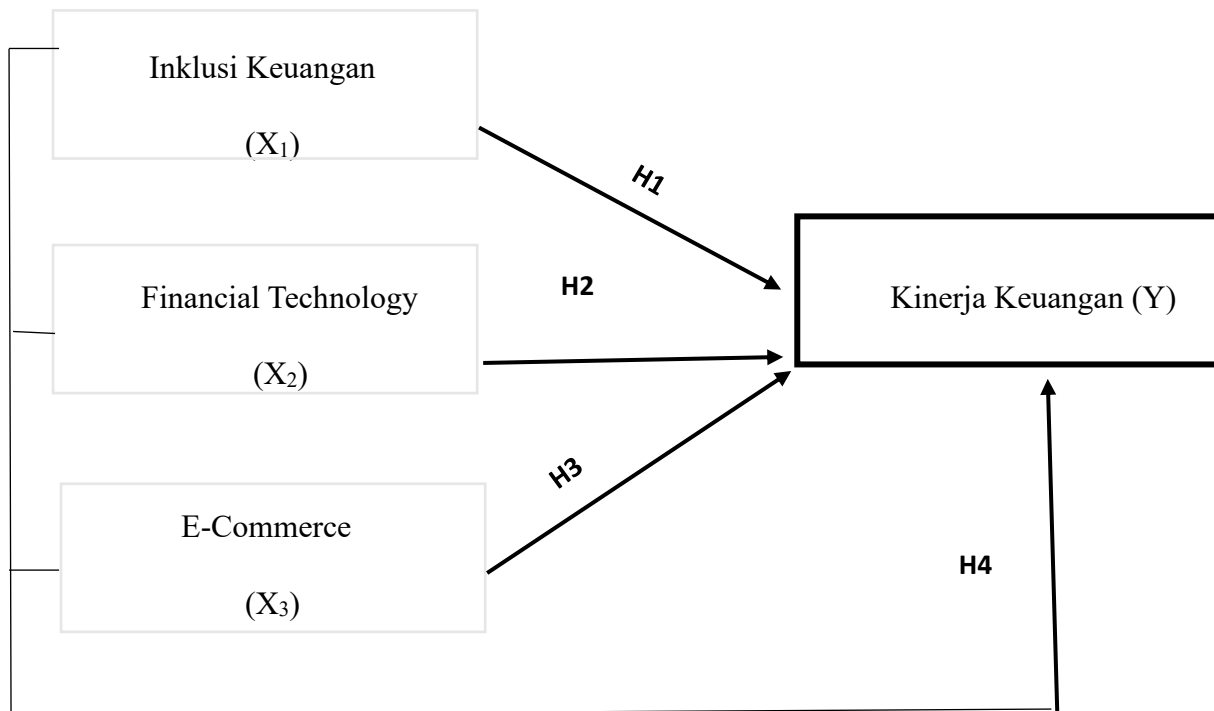 Inklusi Keuangan
(X₁)
H1
Financial Technology
(X₂)
H2
Kinerja Keuangan (Y)
E-Commerce
(X₃)
H3
H4